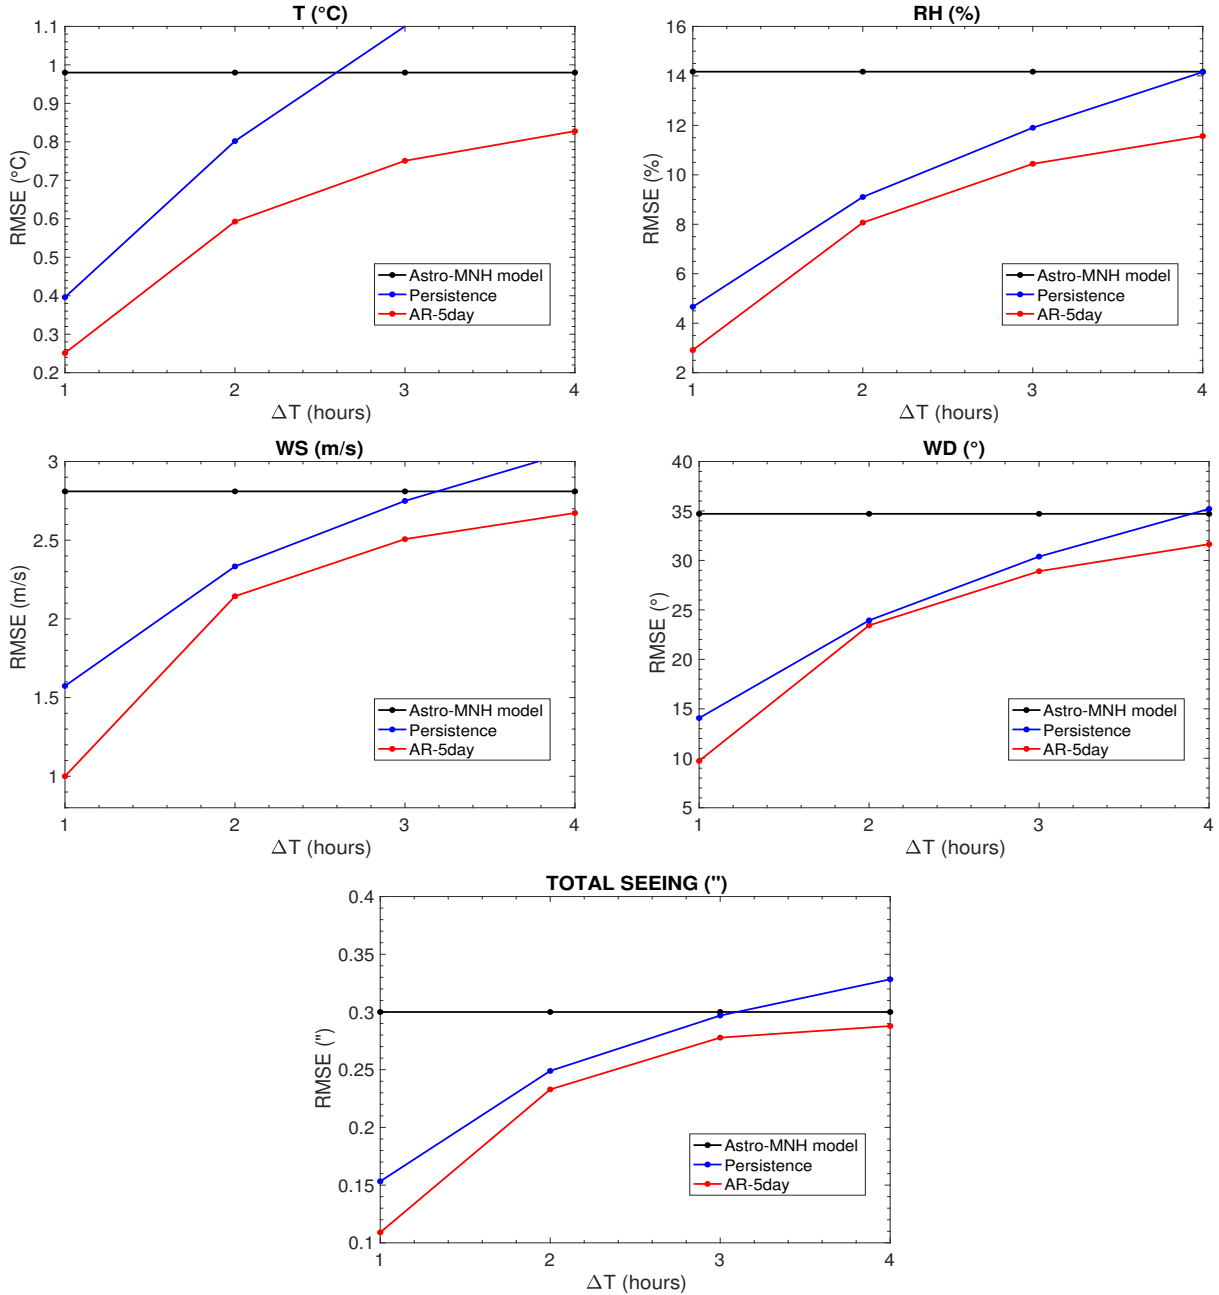 T (°C)
1.1
1
0.9
0.8
0.7
0.6
0.5
0.4
0.3
0.2
RMSE (°C)
Astro-MNH model
Persistence
AR-5day
1 2 3 4
ΔT (hours)
RH (%)
16
14
12
10
8
6
4
2
RMSE (%)
Astro-MNH model
Persistence
AR-5day
1 2 3 4
ΔT (hours)
WS (m/s)
3
2.5
2
1.5
1
RMSE (m/s)
Astro-MNH model
Persistence
AR-5day
1 2 3 4
ΔT (hours)
WD (°)
40
35
30
25
20
15
10
5
RMSE (°)
Astro-MNH model
Persistence
AR-5day
1 2 3 4
ΔT (hours)
TOTAL SEEING (")
0.4
0.35
0.3
0.25
0.2
0.15
0.1
RMSE (")
Astro-MNH model
Persistence
AR-5day
1 2 3 4
ΔT (hours)